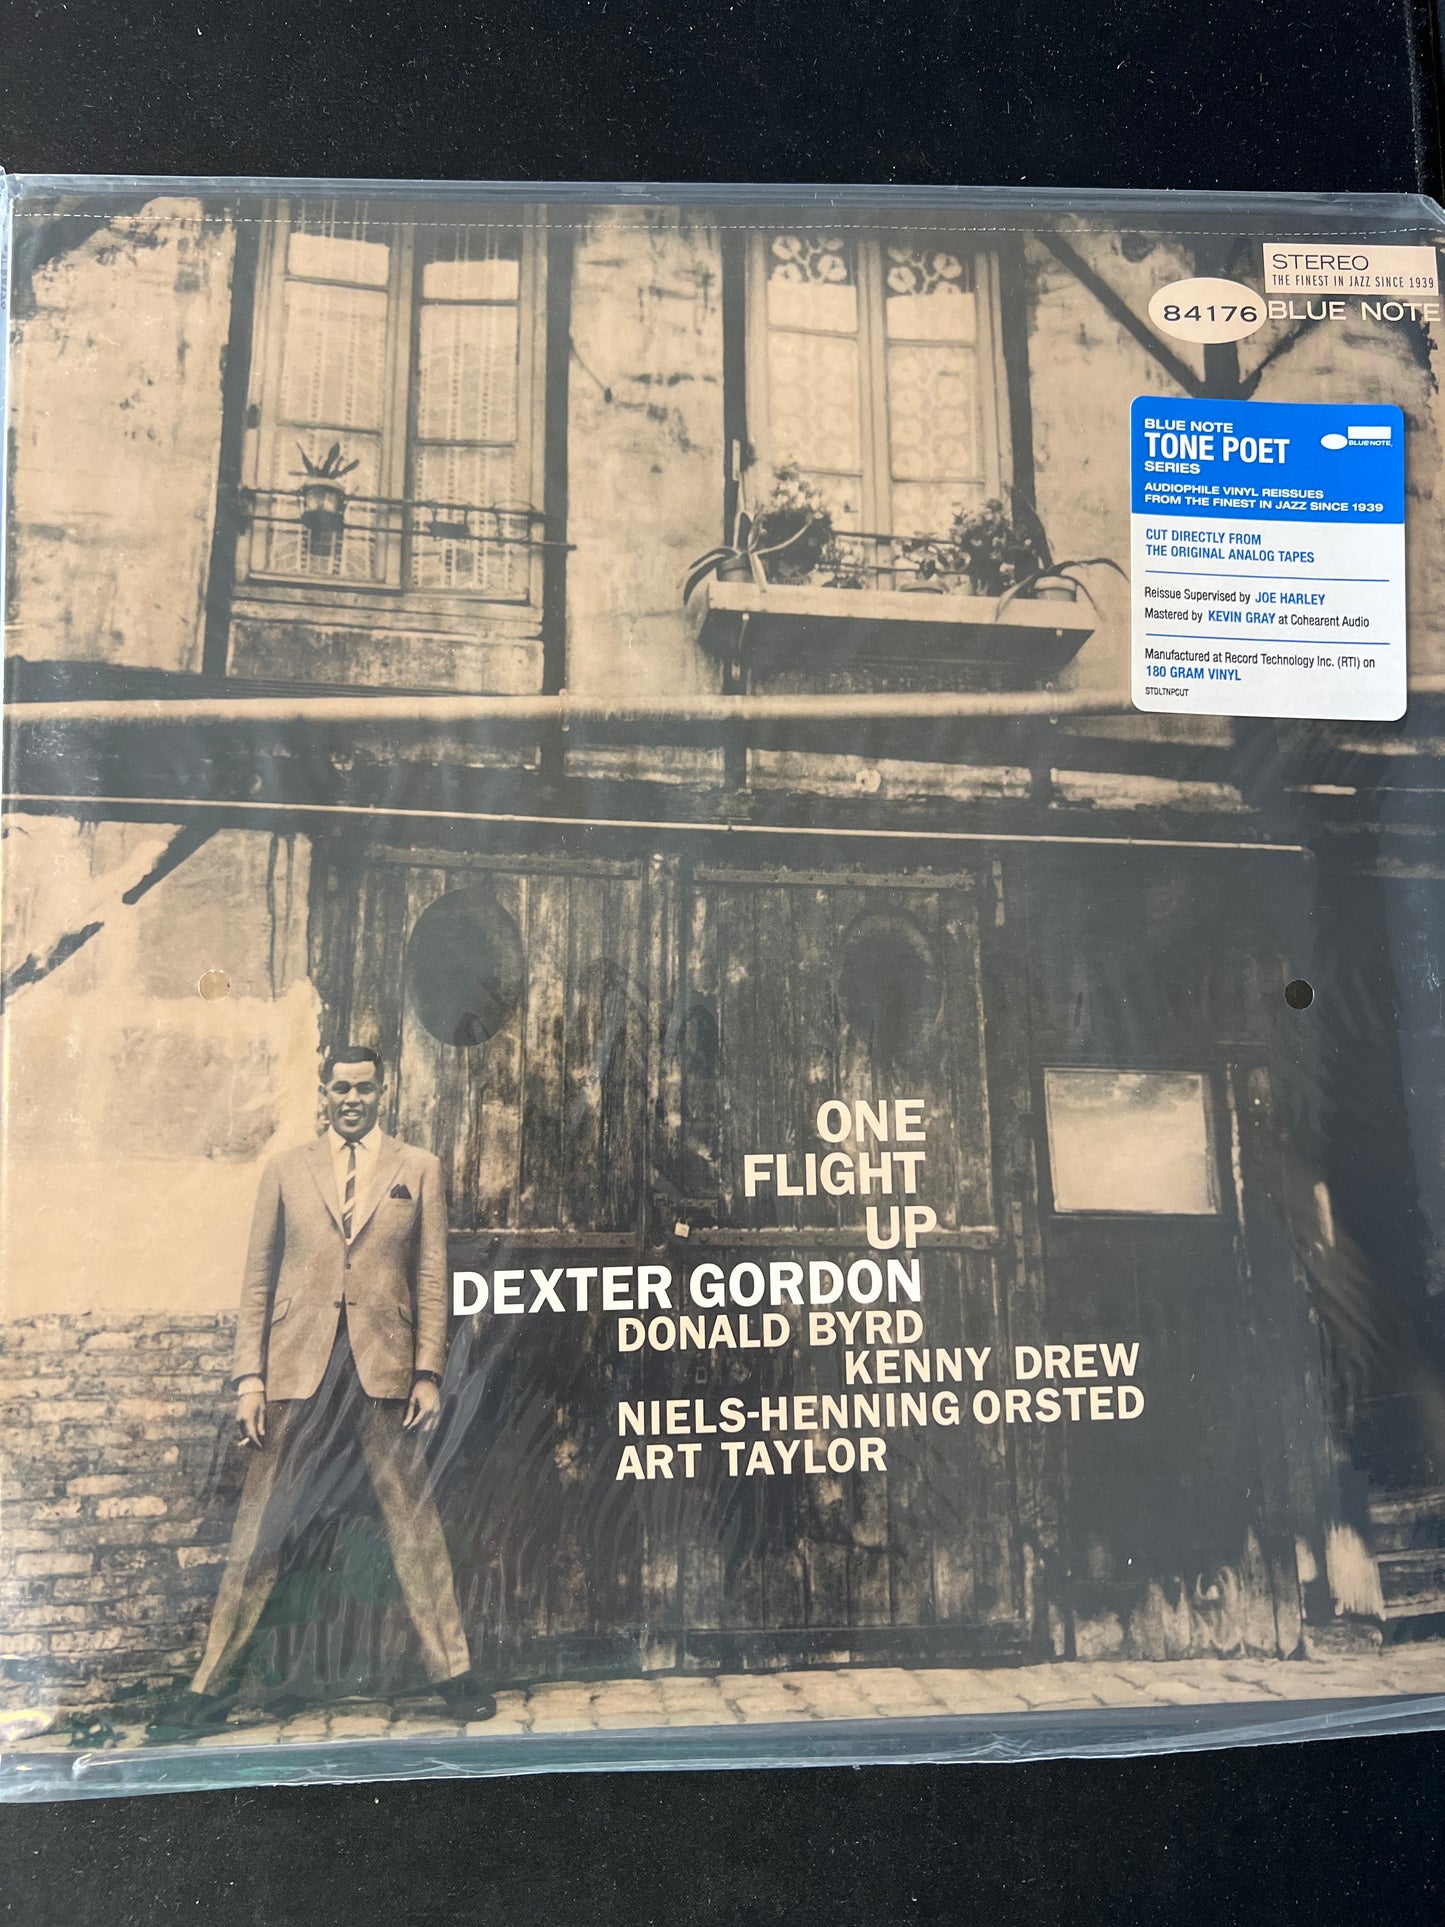 STEREO
THE FINEST IN JAZZ SINCE 1939
84176 BLUE NOTE
BLUE NOTE
TONE POET
SERIES
BLUE NOTE
AUDIOPHILE VINYL REISSUES
FROM THE FINEST IN JAZZ SINCE 1939
CUT DIRECTLY FROM
THE ORIGINAL ANALOG TAPES
Reissue Supervised by JOE HARLEY
Mastered by KEVIN GRAY at Cohearent Audio
Manufactured at Record Technology Inc. (RTI) on
180 GRAM VINYL
STDLTNPCUT
ONE
FLIGHT
UP
DEXTER GORDON
DONALD BYRD
KENNY DREW
NIELS-HENNING ORSTED
ART TAYLOR